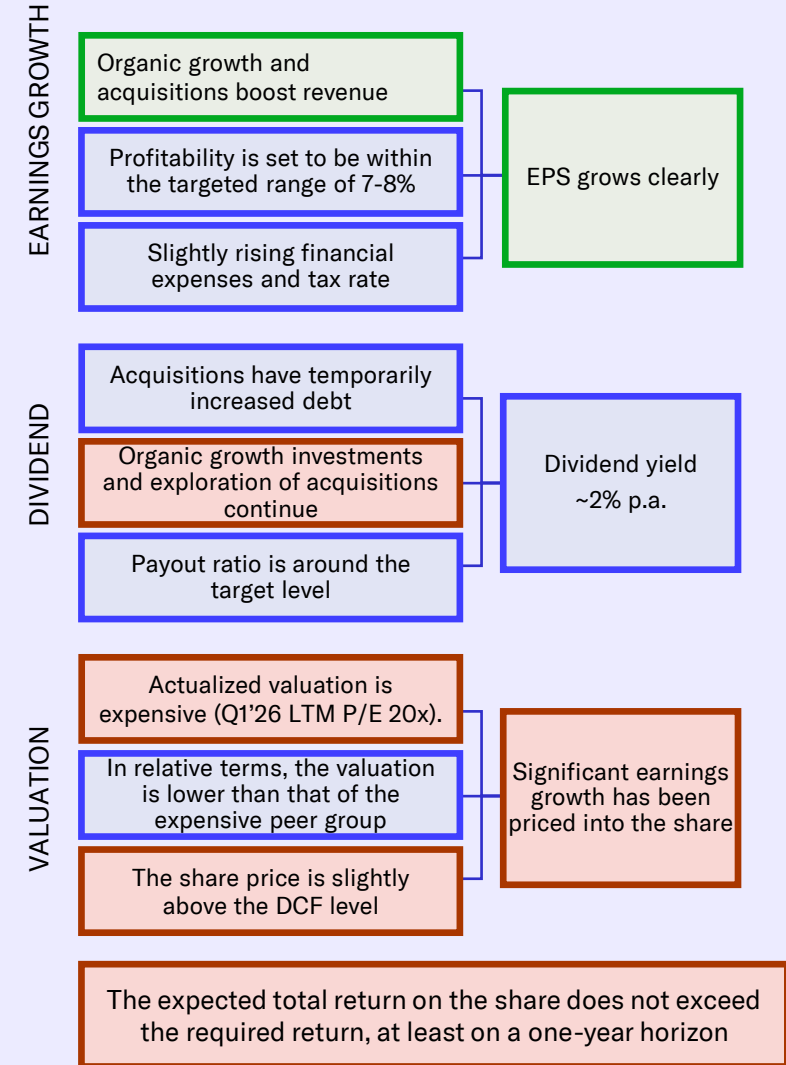 EARNINGS GROWTH
Organic growth and
acquisitions boost revenue
Profitability is set to be within
the targeted range of 7-8%
Slightly rising financial
expenses and tax rate
EPS grows clearly
DIVIDEND
Acquisitions have temporarily
increased debt
Organic growth investments
and exploration of acquisitions
continue
Payout ratio is around the
target level
Dividend yield
~2% p.a.
VALUATION
Actualized valuation is
expensive (Q1’26 LTM P/E 20x).
In relative terms, the valuation
is lower than that of the
expensive peer group
The share price is slightly
above the DCF level
Significant earnings
growth has been
priced into the share
The expected total return on the share does not exceed
the required return, at least on a one-year horizon